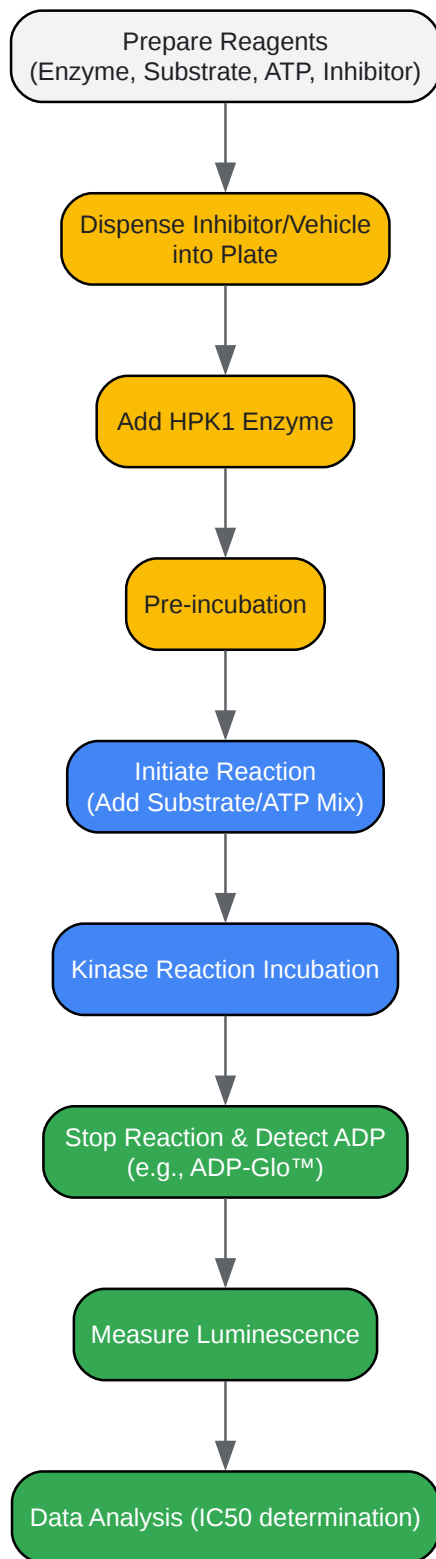 Prepare Reagents
(Enzyme, Substrate, ATP, Inhibitor)
Dispense Inhibitor/Vehicle
into Plate
Add HPK1 Enzyme
Pre-incubation
Initiate Reaction
(Add Substrate/ATP Mix)
Kinase Reaction Incubation
Stop Reaction & Detect ADP
(e.g., ADP-Glo™)
Measure Luminescence
Data Analysis (IC50 determination)